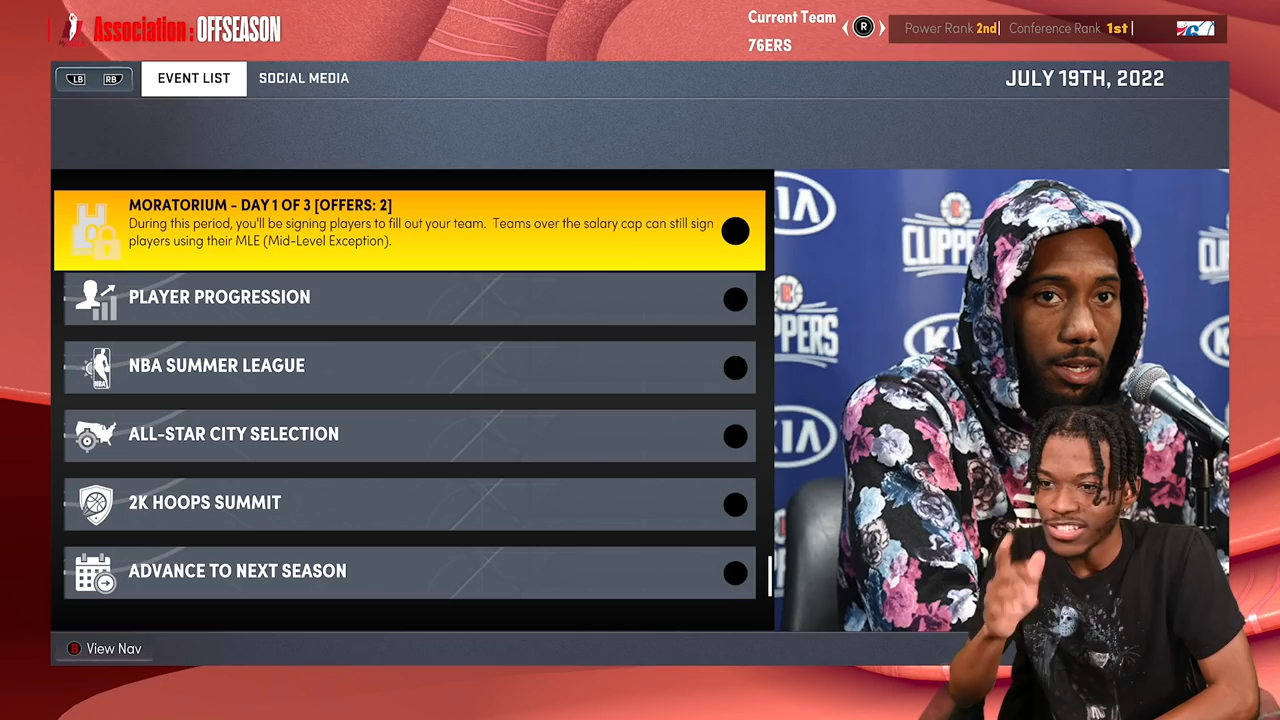 Association : OFFSEASON
Current Team
76ERS
R
Power Rank 2nd| Conference Rank 1st|
LB RB EVENT LIST SOCIAL MEDIA JULY 19TH, 2022
MORATORIUM - DAY 1 OF 3 [OFFERS: 2]
During this period, you'll be signing players to fill out your team. Teams over the salary cap can still sign
players using their MLE (Mid-Level Exception).
PLAYER PROGRESSION
NBA SUMMER LEAGUE
ALL-STAR CITY SELECTION
2K HOOPS SUMMIT
ADVANCE TO NEXT SEASON
B View Nav
KIA
CLIPPERS
CLIPPERS
KIA